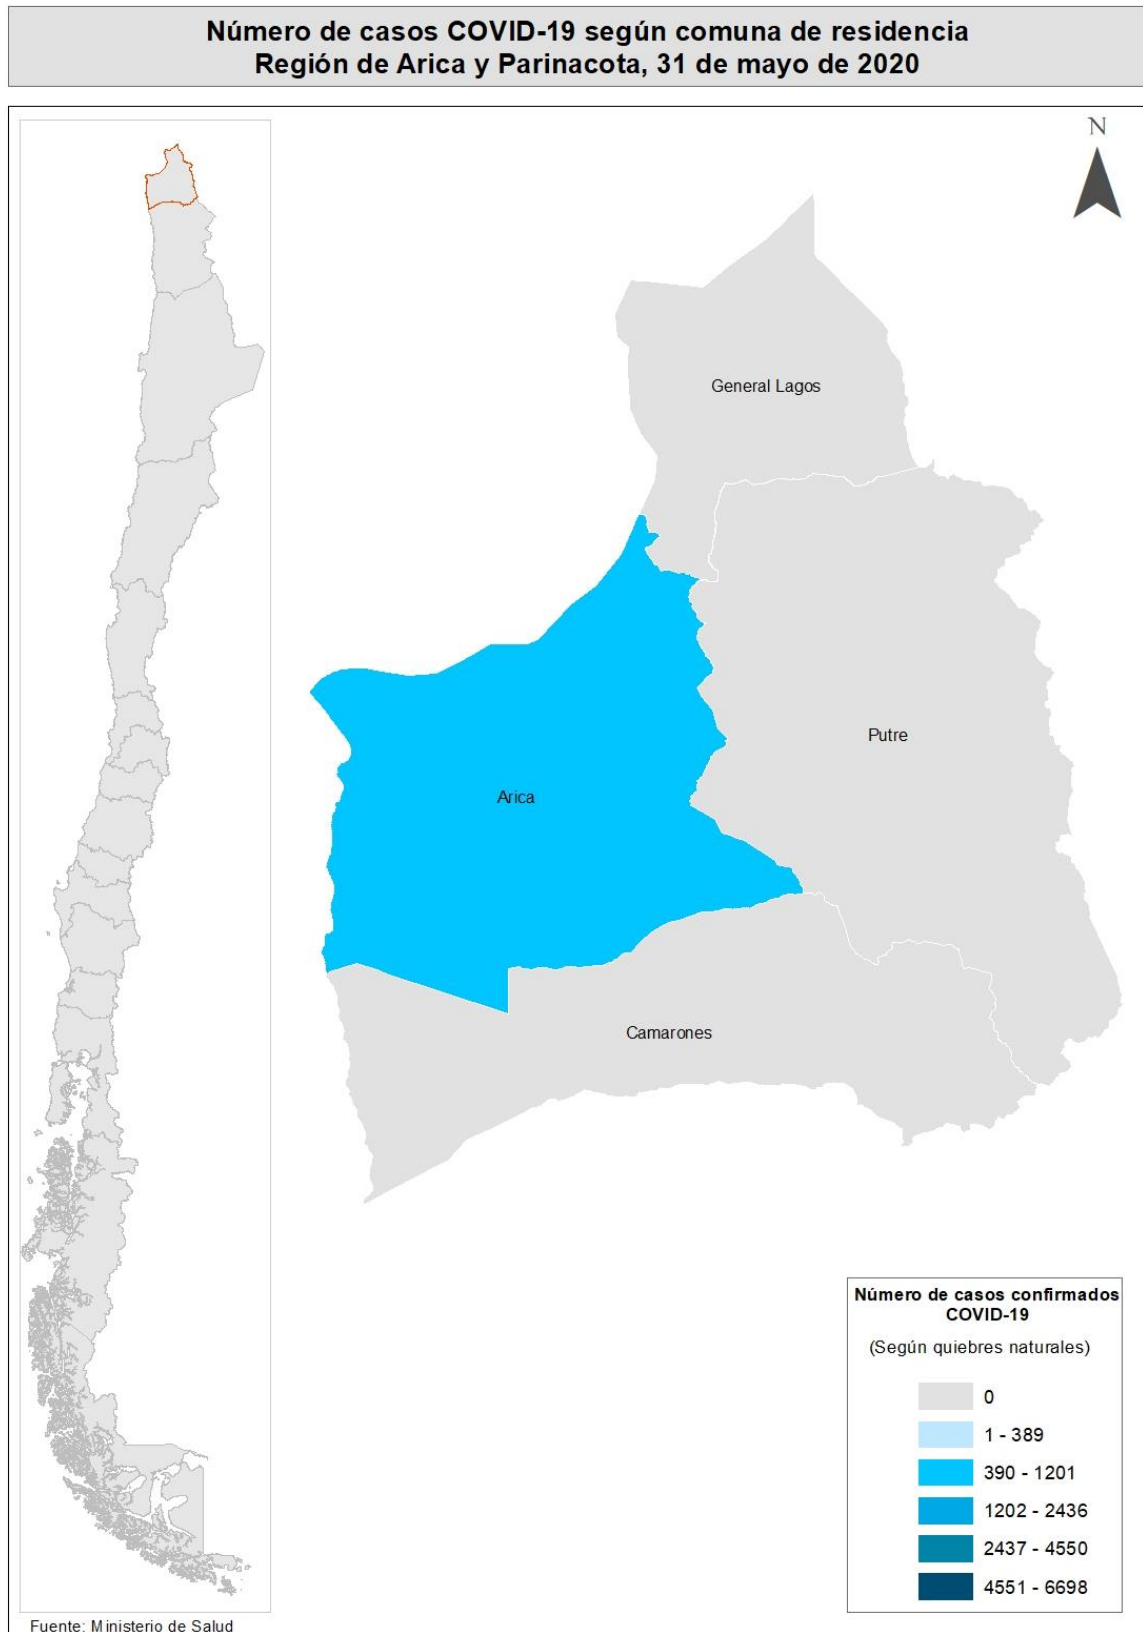 Número de casos COVID-19 según comuna de residencia
Región de Arica y Parinacota, 31 de mayo de 2020
N
General Lagos
Putre
Arica
Camarones
Número de casos confirmados
COVID-19
(Según quiebres naturales)
0
1 - 389
390 - 1201
1202 - 2436
2437 - 4550
4551 - 6698
Fuente: Ministerio de Salud